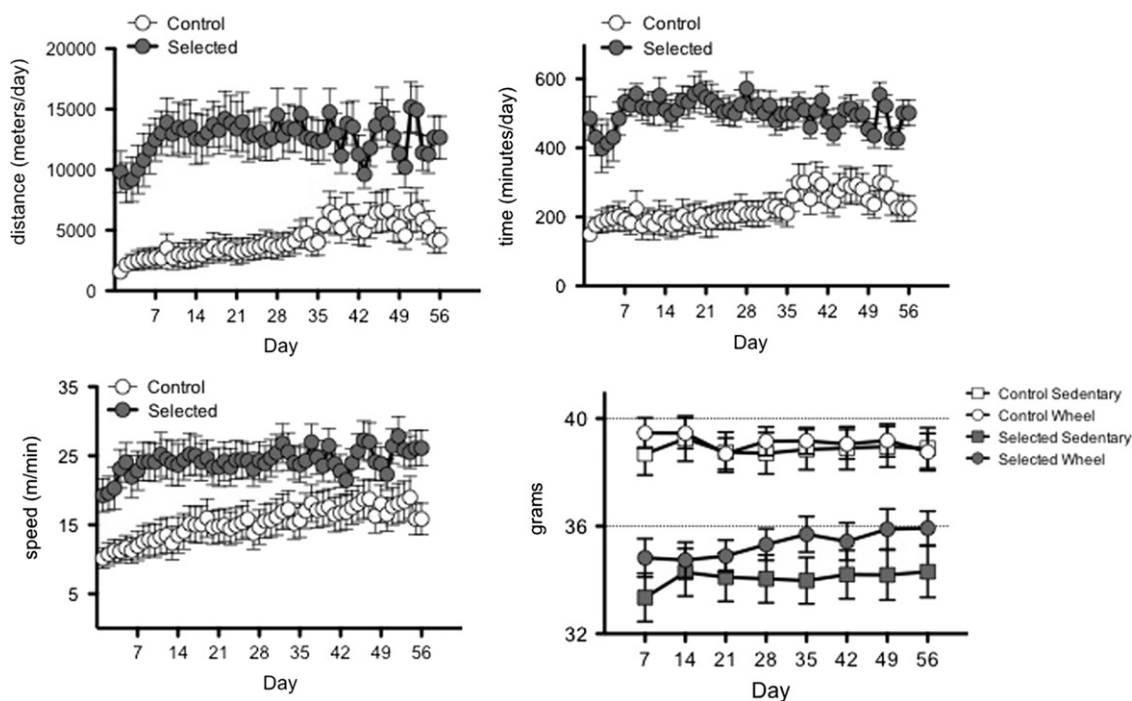 Control
Selected
distance (meters/day)
20000
15000
10000
5000
0
7 14 21 28 35 42 49 56
Day
Control
Selected
time (minutes/day)
600
400
200
0
7 14 21 28 35 42 49 56
Day
Control
Selected
speed (m/min)
35
25
15
5
7 14 21 28 35 42 49 56
Day
Control Sedentary
Control Wheel
Selected Sedentary
Selected Wheel
grams
40
36
32
7 14 21 28 35 42 49 56
Day